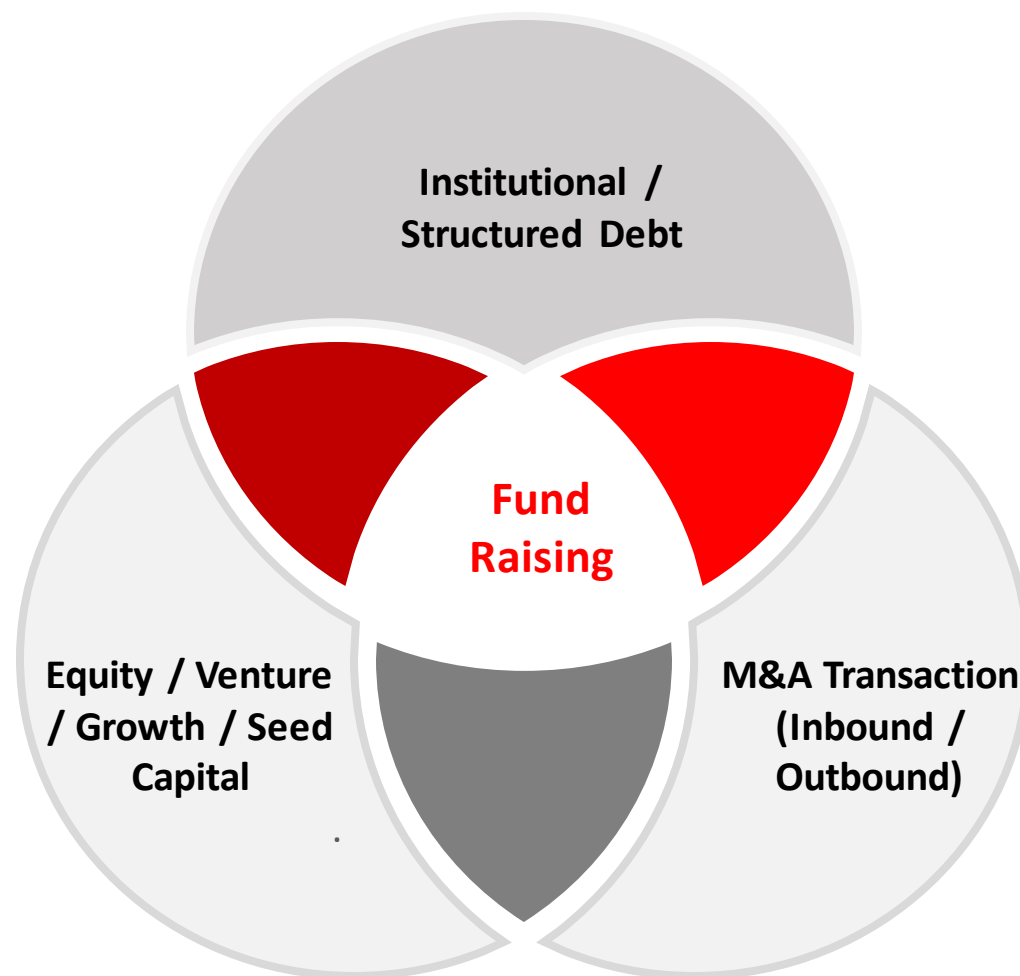 Institutional /
Structured Debt
Fund
Raising
Equity / Venture
/ Growth / Seed
Capital
.
M&A Transaction
(Inbound /
Outbound)